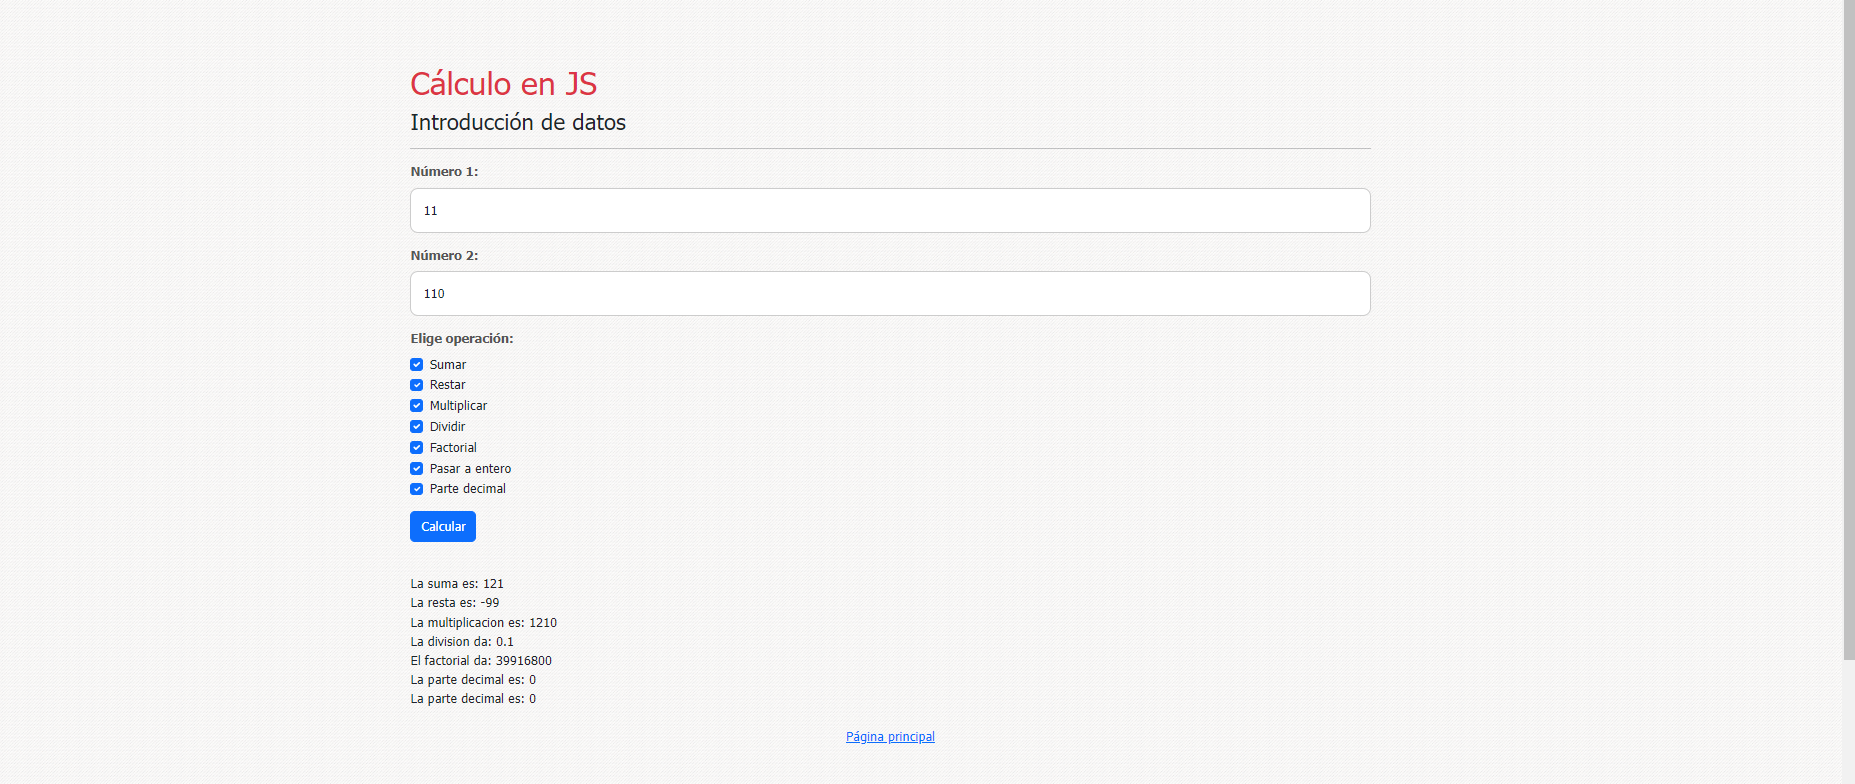 Cálculo en JS
Introducción de datos
Número 1:
11
Número 2:
110
Elige operación:
Sumar
Restar
Multiplicar
Dividir
Factorial
Pasar a entero
Parte decimal
Calcular
La suma es: 121
La resta es: -99
La multiplicacion es: 1210
La division da: 0.1
El factorial da: 39916800
La parte decimal es: 0
La parte decimal es: 0
Página principal